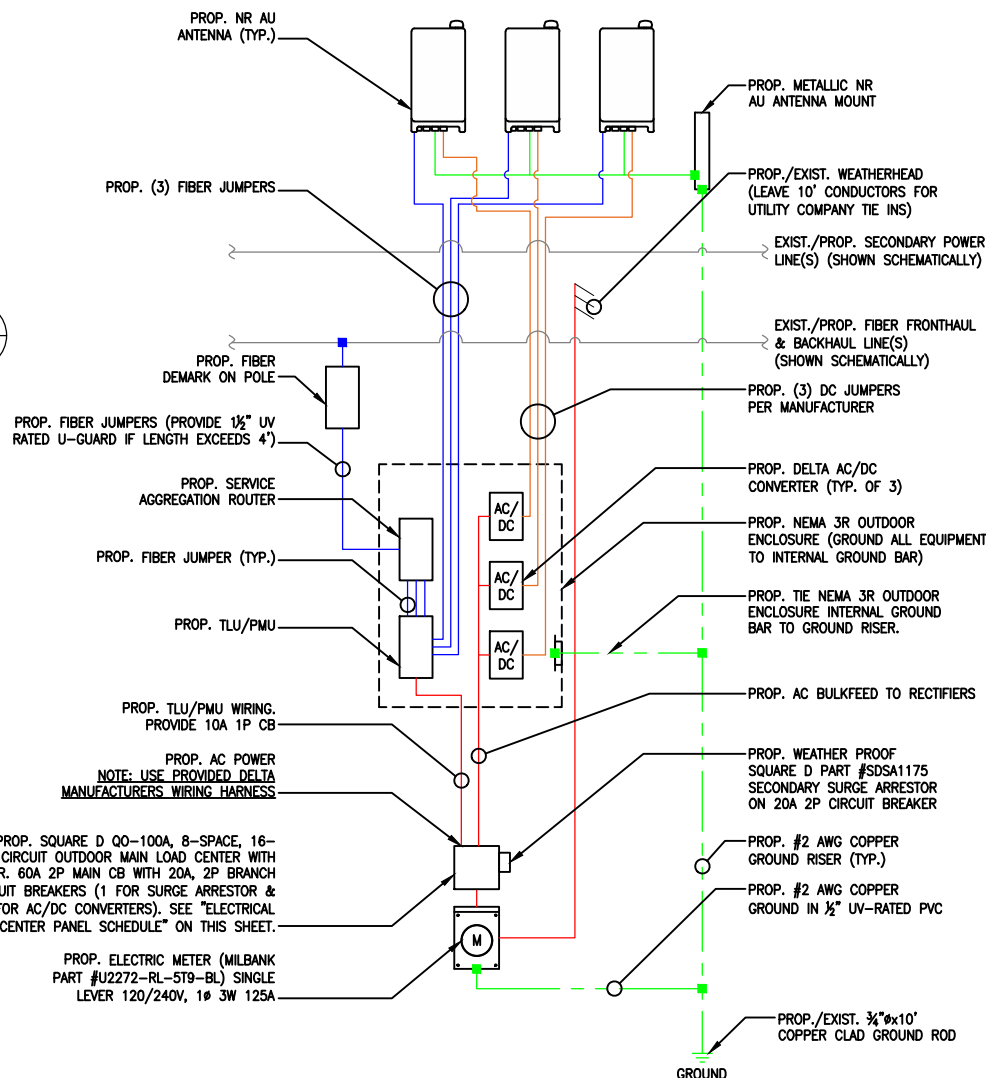 PROP. NR AU
ANTENNA (TYP.)
PROP. METALLIC NR
AU ANTENNA MOUNT
PROP. (3) FIBER JUMPERS
PROP./EXIST. WEATHERHEAD
(LEAVE 10' CONDUCTORS FOR
UTILITY COMPANY TIE INS)
EXIST./PROP. SECONDARY POWER
LINE(S) (SHOWN SCHEMATICALLY)
EXIST./PROP. FIBER FRONTHAUL
& BACKHAUL LINE(S)
(SHOWN SCHEMATICALLY)
PROP. FIBER
DEMARK ON POLE
PROP. (3) DC JUMPERS
PER MANUFACTURER
PROP. FIBER JUMPERS (PROVIDE 1½" UV
RATED U-GUARD IF LENGTH EXCEEDS 4')
PROP. DELTA AC/DC
CONVERTER (TYP. OF 3)
PROP. SERVICE
AGGREGATION ROUTER
AC/
DC
PROP. NEMA 3R OUTDOOR
ENCLOSURE (GROUND ALL EQUIPMENT
TO INTERNAL GROUND BAR)
PROP. FIBER JUMPER (TYP.)
AC/
DC
PROP. TIE NEMA 3R OUTDOOR
ENCLOSURE INTERNAL GROUND
BAR TO GROUND RISER.
PROP. TLU/PMU
AC/
DC
PROP. AC BULKFEED TO RECTIFIERS
PROP. TLU/PMU WIRING.
PROVIDE 10A 1P CB
PROP. AC POWER
NOTE: USE PROVIDED DELTA
MANUFACTURERS WIRING HARNESS
PROP. WEATHER PROOF
SQUARE D PART #SDSA1175
SECONDARY SURGE ARRESTOR
ON 20A 2P CIRCUIT BREAKER
PROP. SQUARE D QO-100A, 8-SPACE, 16-
CIRCUIT OUTDOOR MAIN LOAD CENTER WITH
R. 60A 2P MAIN CB WITH 20A, 2P BRANCH
UIT BREAKERS (1 FOR SURGE ARRESTOR &
FOR AC/DC CONVERTERS). SEE "ELECTRICAL
CENTER PANEL SCHEDULE" ON THIS SHEET.
PROP. #2 AWG COPPER
GROUND RISER (TYP.)
PROP. #2 AWG COPPER
GROUND IN ½" UV-RATED PVC
M
PROP. ELECTRIC METER (MILBANK
PART #U2272-RL-5T9-BL) SINGLE
LEVER 120/240V, 1ø 3W 125A
PROP./EXIST. ¾"øx10'
COPPER CLAD GROUND ROD
GROUND